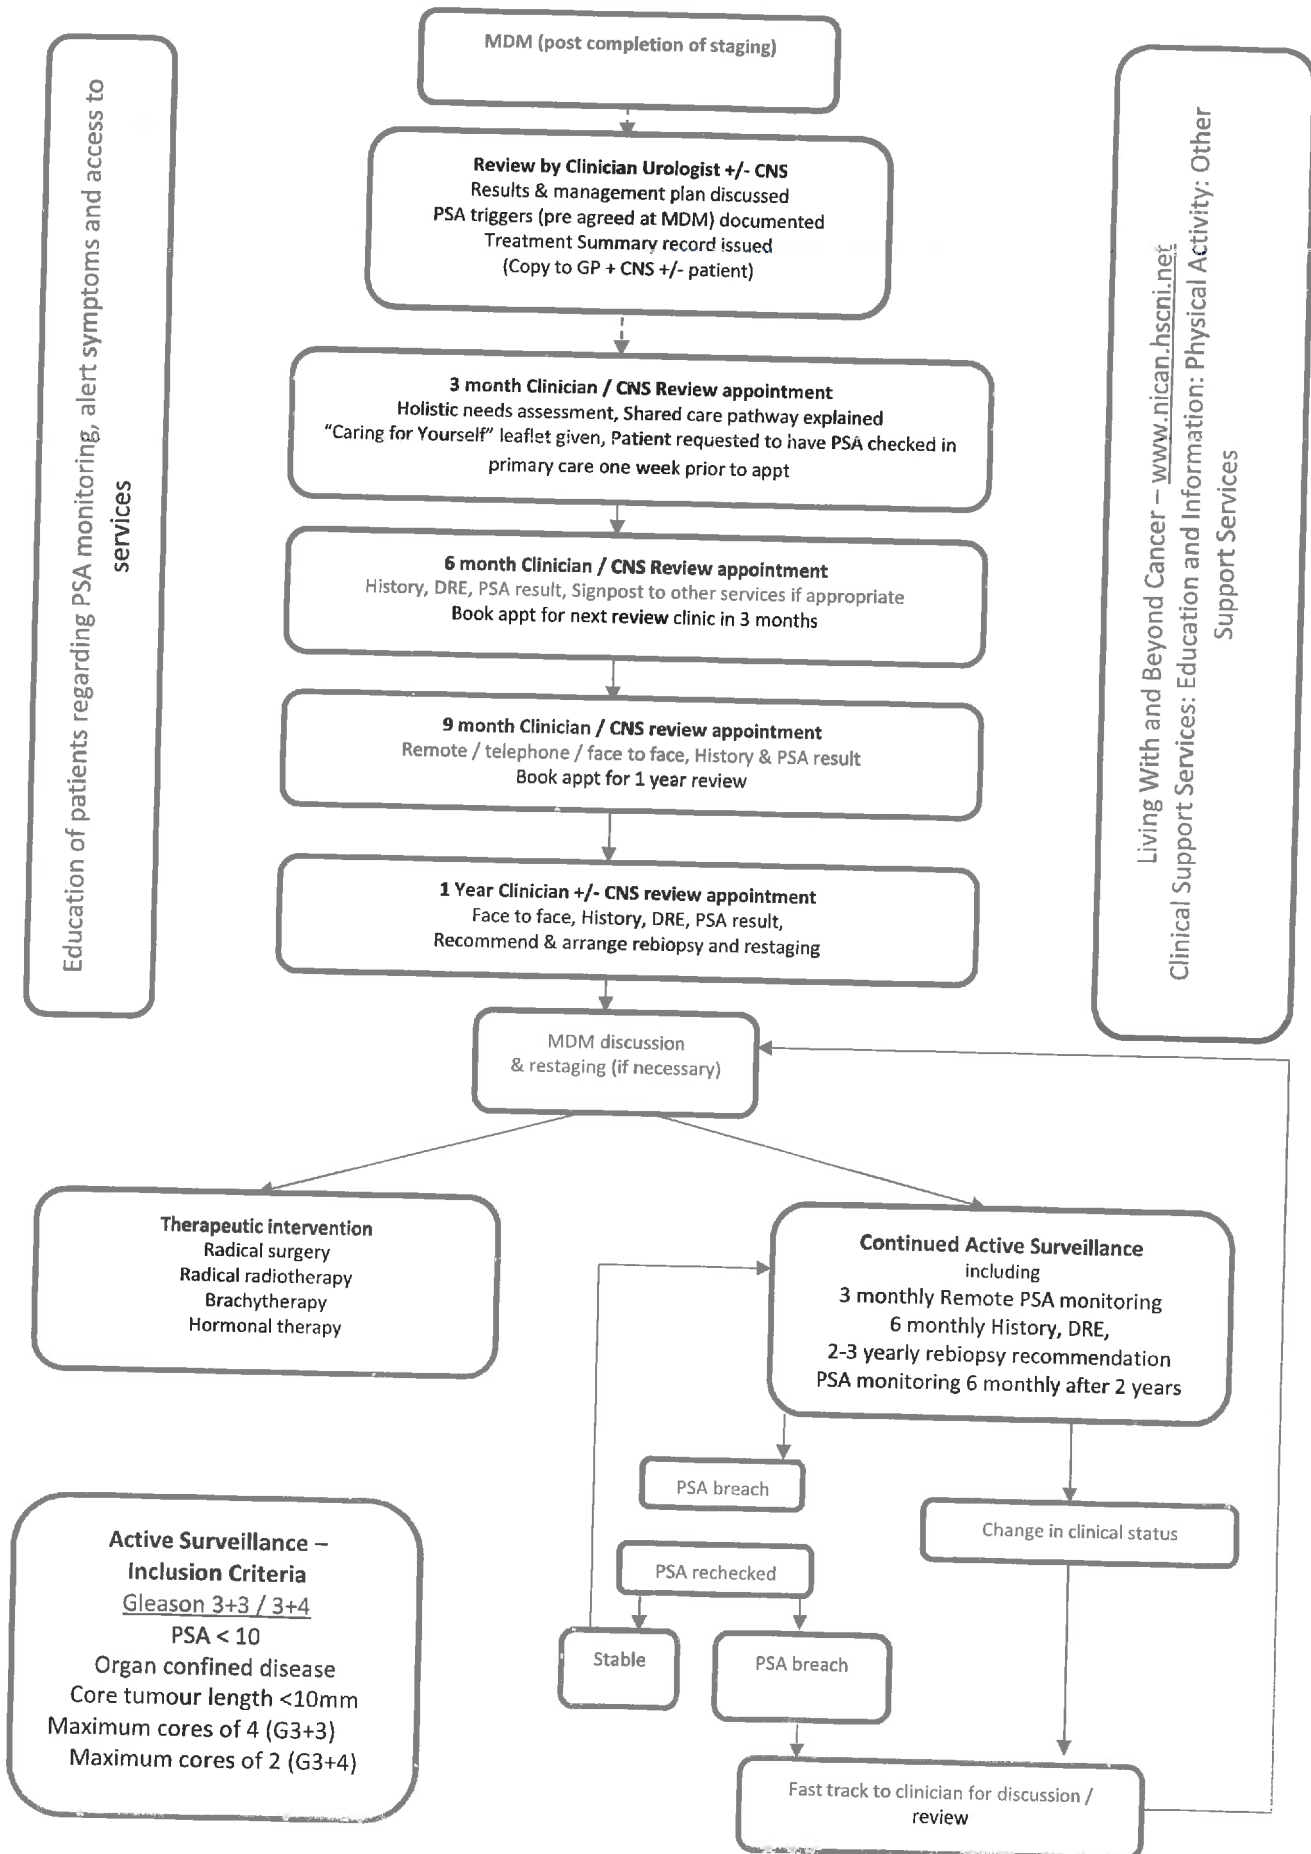 MDM (post completion of staging)
Education of patients regarding PSA monitoring, alert symptoms and access to
services
Living With and Beyond Cancer – www.nican.hscni.net
Clinical Support Services: Education and Information: Physical Activity: Other
Support Services
Review by Clinician Urologist +/- CNS
Results & management plan discussed
PSA triggers (pre agreed at MDM) documented
Treatment Summary record issued
(Copy to GP + CNS +/- patient)
3 month Clinician / CNS Review appointment
Holistic needs assessment, Shared care pathway explained
“Caring for Yourself” leaflet given, Patient requested to have PSA checked in
primary care one week prior to appt
6 month Clinician / CNS Review appointment
History, DRE, PSA result, Signpost to other services if appropriate
Book appt for next review clinic in 3 months
9 month Clinician / CNS review appointment
Remote / telephone / face to face, History & PSA result
Book appt for 1 year review
1 Year Clinician +/- CNS review appointment
Face to face, History, DRE, PSA result,
Recommend & arrange rebiopsy and restaging
MDM discussion
& restaging (if necessary)
Therapeutic intervention
Radical surgery
Radical radiotherapy
Brachytherapy
Hormonal therapy
Continued Active Surveillance
including
3 monthly Remote PSA monitoring
6 monthly History, DRE,
2-3 yearly rebiopsy recommendation
PSA monitoring 6 monthly after 2 years
PSA breach
Change in clinical status
PSA rechecked
Stable
PSA breach
Fast track to clinician for discussion /
review
Active Surveillance –
Inclusion Criteria
Gleason 3+3 / 3+4
PSA < 10
Organ confined disease
Core tumour length <10mm
Maximum cores of 4 (G3+3)
Maximum cores of 2 (G3+4)